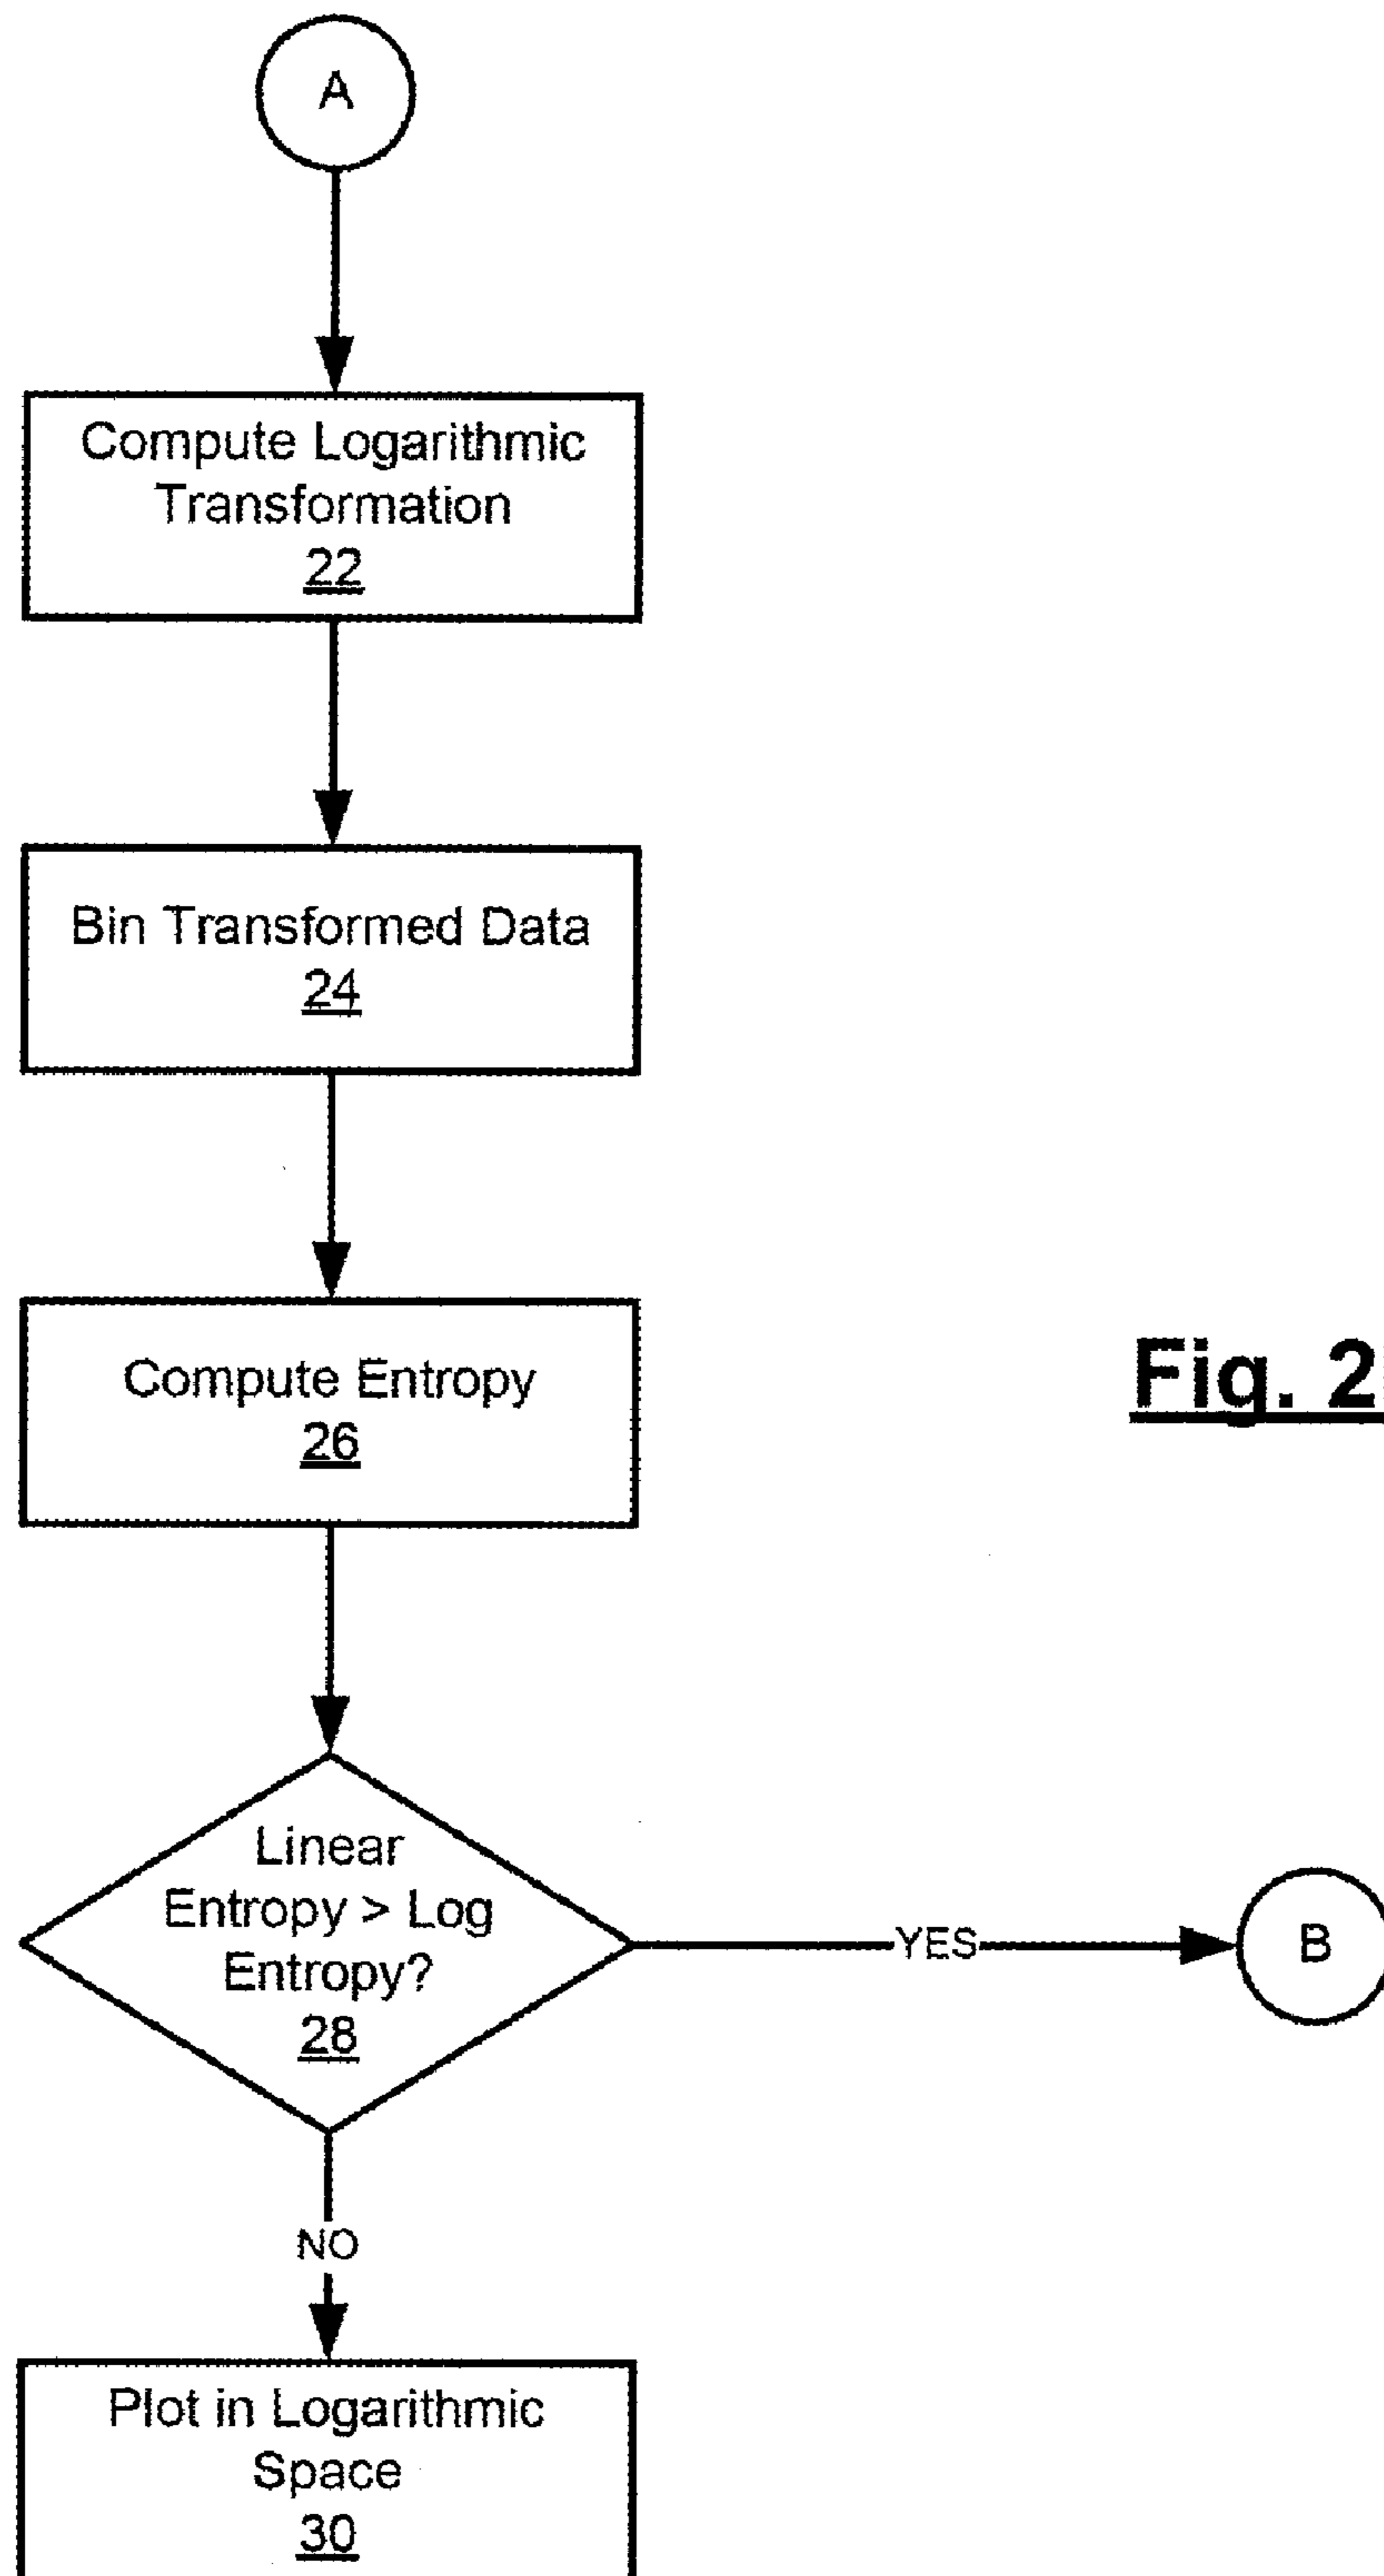 A
Compute Logarithmic
Transformation
22
Bin Transformed Data
24
Compute Entropy
26
Fig. 2
Linear
Entropy > Log
Entropy?
28
YES
B
NO
Plot in Logarithmic
Space
30